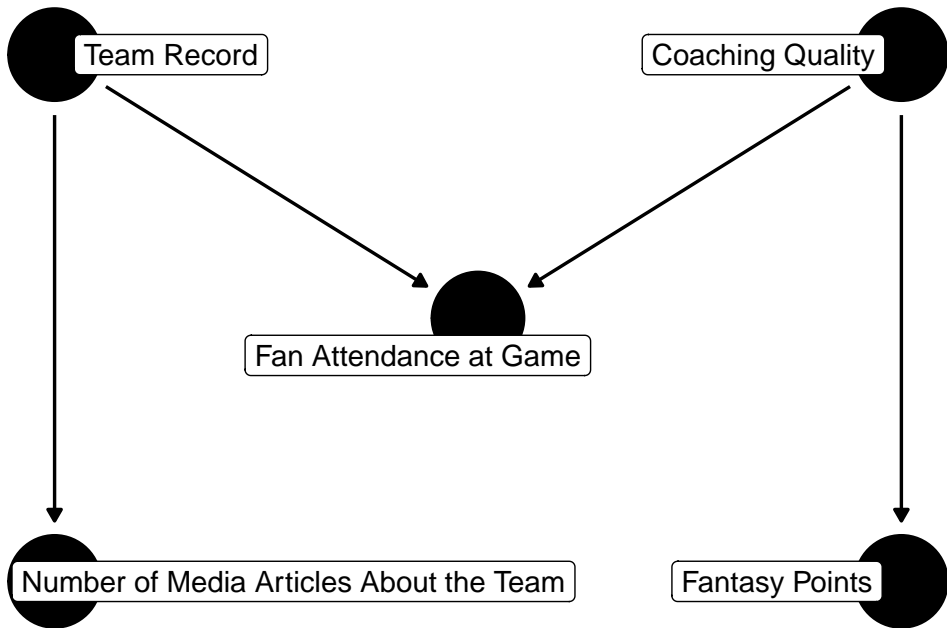 Team Record
Coaching Quality
Fan Attendance at Game
Number of Media Articles About the Team
Fantasy Points